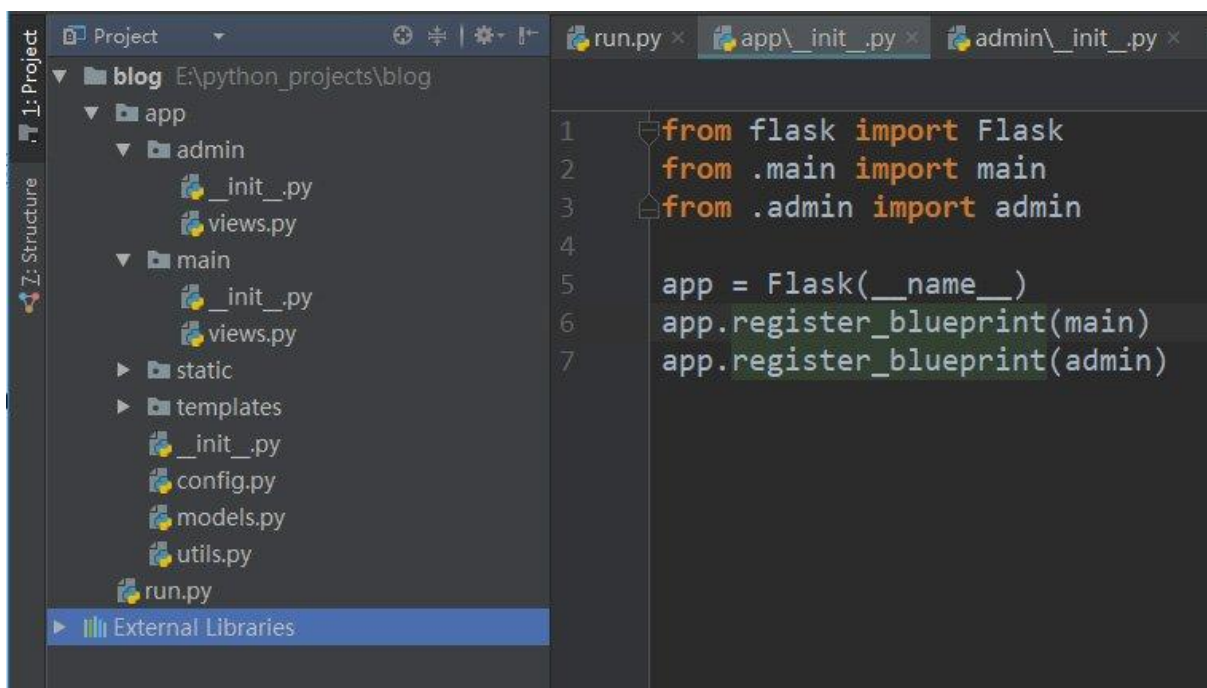 1: Project
Z: Structure
Project
blog E:\python_projects\blog
app
admin
__init__.py
views.py
main
__init__.py
views.py
static
templates
__init__.py
config.py
models.py
utils.py
run.py
External Libraries
run.py app\__init__.py admin\__init__.py
1 from flask import Flask
2 from .main import main
3 from .admin import admin
4
5 app = Flask(__name__)
6 app.register_blueprint(main)
7 app.register_blueprint(admin)